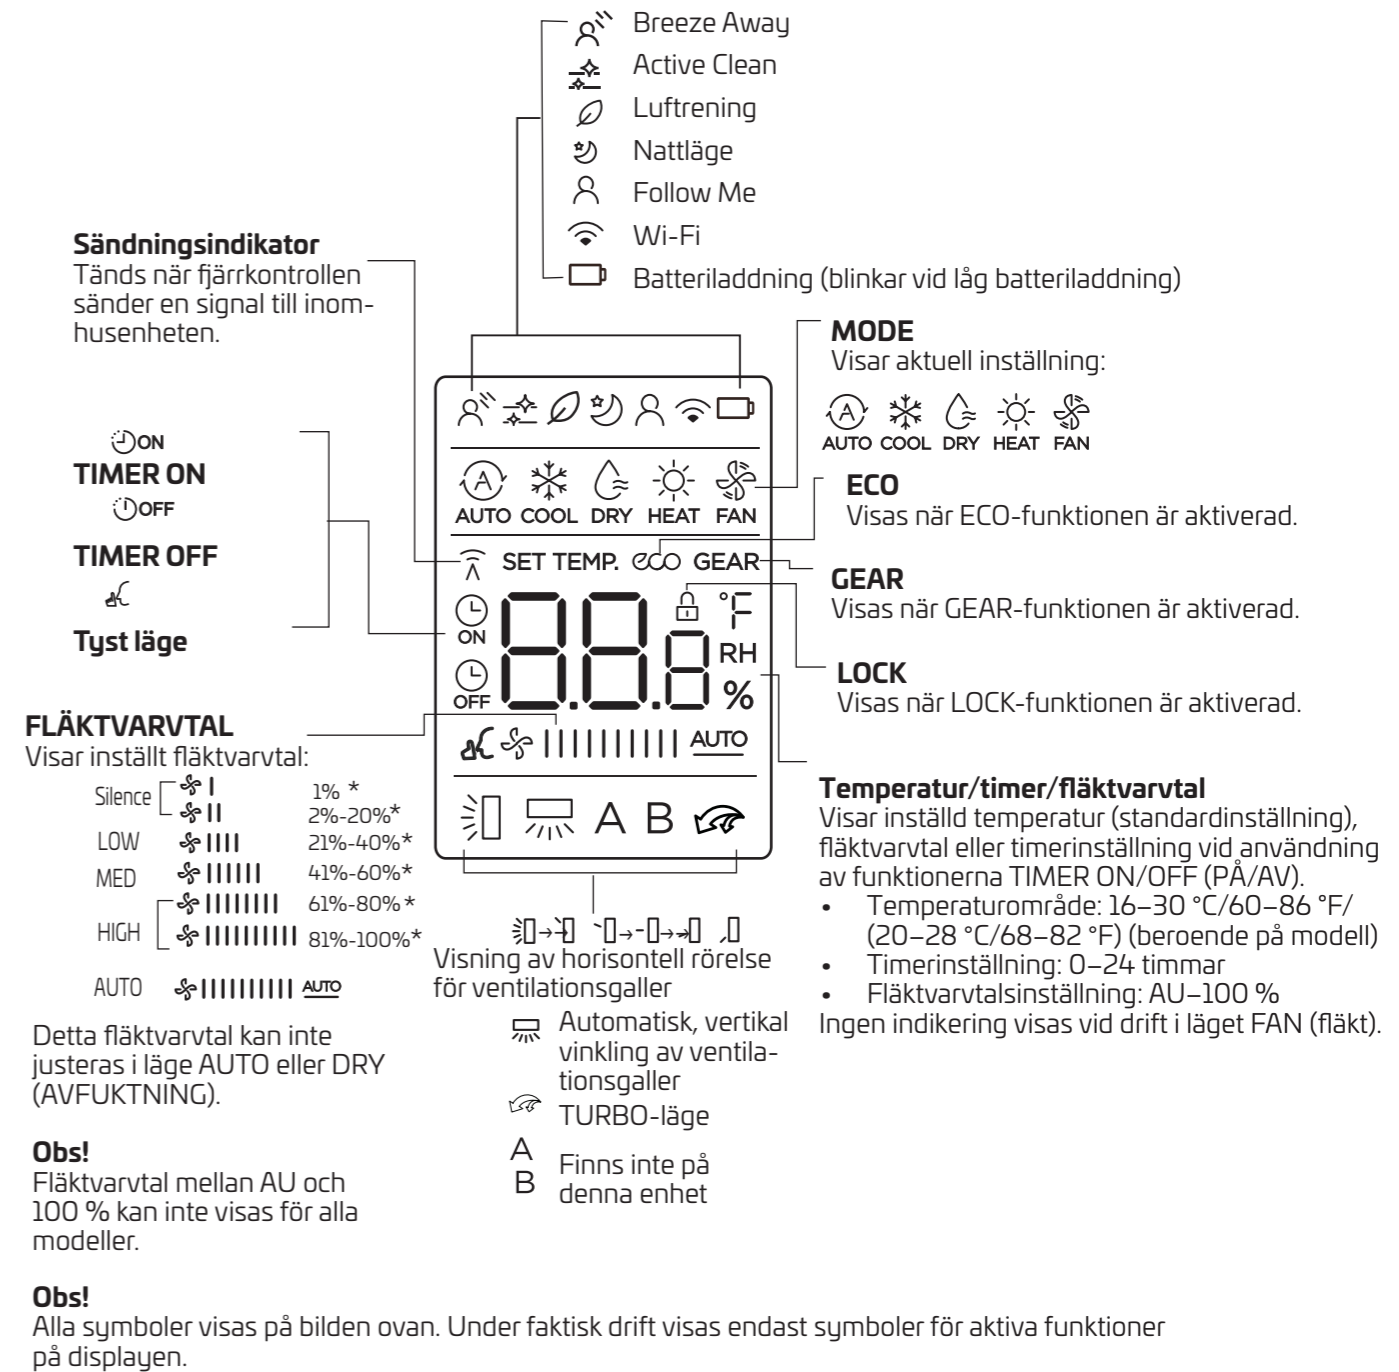 Breeze Away
Active Clean
Luftrening
Nattläge
Follow Me
Wi-Fi
Batteriladdning (blinkar vid låg batteriladdning)
Sändningsindikator
Tänds när fjärrkontrollen
sänder en signal till inom-
husenheten.
ON
TIMER ON
OFF
TIMER OFF
Tyst läge
FLÄKTVARVTAL
Visar inställt fläktvarvtal:
Silence
1% *
2%-20%*
LOW 21%-40%*
MED 41%-60%*
61%-80%*
HIGH
81%-100%*
AUTO AUTO
Detta fläktvarvtal kan inte
justeras i läge AUTO eller DRY
(AVFUKTNING).
Obs!
Fläktvarvtal mellan AU och
100 % kan inte visas för alla
modeller.
A
AUTO COOL DRY HEAT FAN
SET TEMP. eco GEAR
ON
OFF
88.8
°F
RH
%
AUTO
A B
Visning av horisontell rörelse
för ventilationsgaller
Automatisk, vertikal
vinkling av ventila-
tionsgaller
TURBO-läge
A
B
Finns inte på
denna enhet
MODE
Visar aktuell inställning:
A
AUTO COOL DRY HEAT FAN
ECO
Visas när ECO-funktionen är aktiverad.
GEAR
Visas när GEAR-funktionen är aktiverad.
LOCK
Visas när LOCK-funktionen är aktiverad.
Temperatur/timer/fläktvarvtal
Visar inställd temperatur (standardinställning),
fläktvarvtal eller timerinställning vid användning
av funktionerna TIMER ON/OFF (PÅ/AV).
• Temperaturområde: 16–30 °C/60–86 °F/
(20–28 °C/68–82 °F) (beroende på modell)
• Timerinställning: 0–24 timmar
• Fläktvarvtalsinställning: AU–100 %
Ingen indikering visas vid drift i läget FAN (fläkt).
Obs!
Alla symboler visas på bilden ovan. Under faktisk drift visas endast symboler för aktiva funktioner
på displayen.